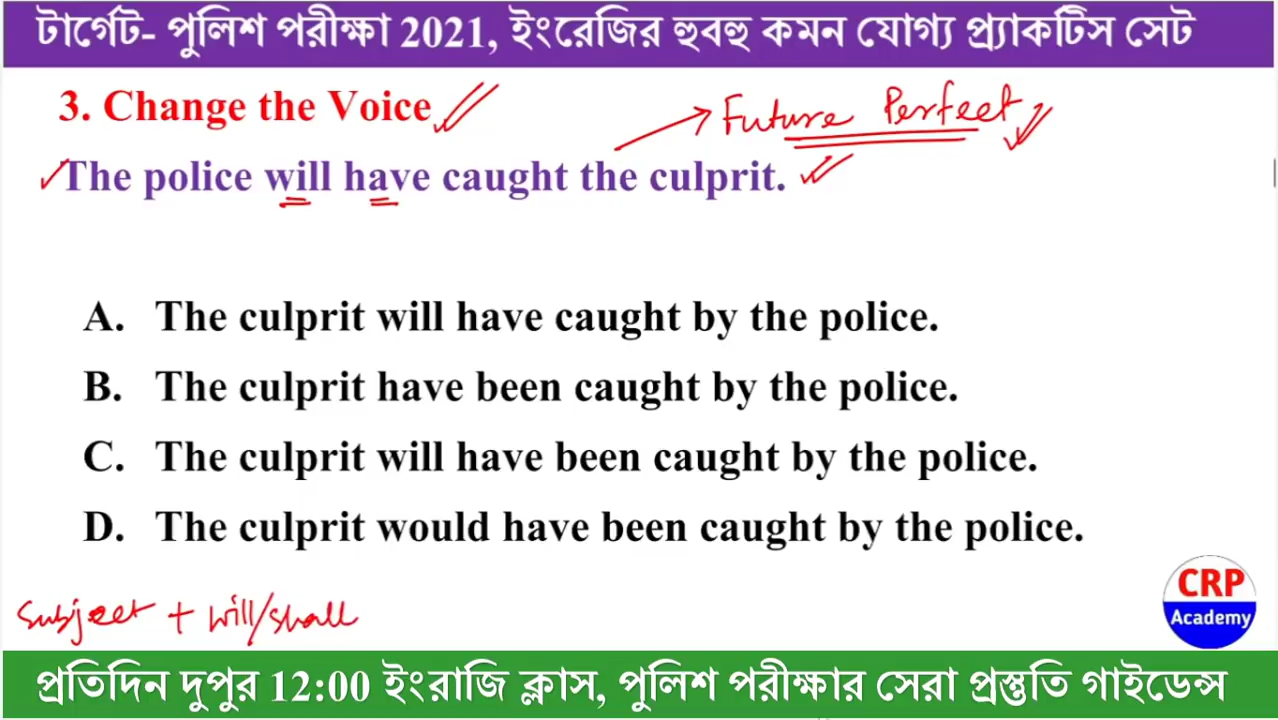 টার্গেট- পুলিশ পরীক্ষা 2021, ইংরেজির হুবহু কমন যোগ্য প্র্যাকটিস সেট
3. Change the Voice
Future Perfect
The police will have caught the culprit.
A. The culprit will have caught by the police.
B. The culprit have been caught by the police.
C. The culprit will have been caught by the police.
D. The culprit would have been caught by the police.
CRP
Academy
Subject + will/shall
প্রতিদিন দুপুর 12:00 ইংরাজি ক্লাস, পুলিশ পরীক্ষার সেরা প্রস্তুতি গাইডেন্স